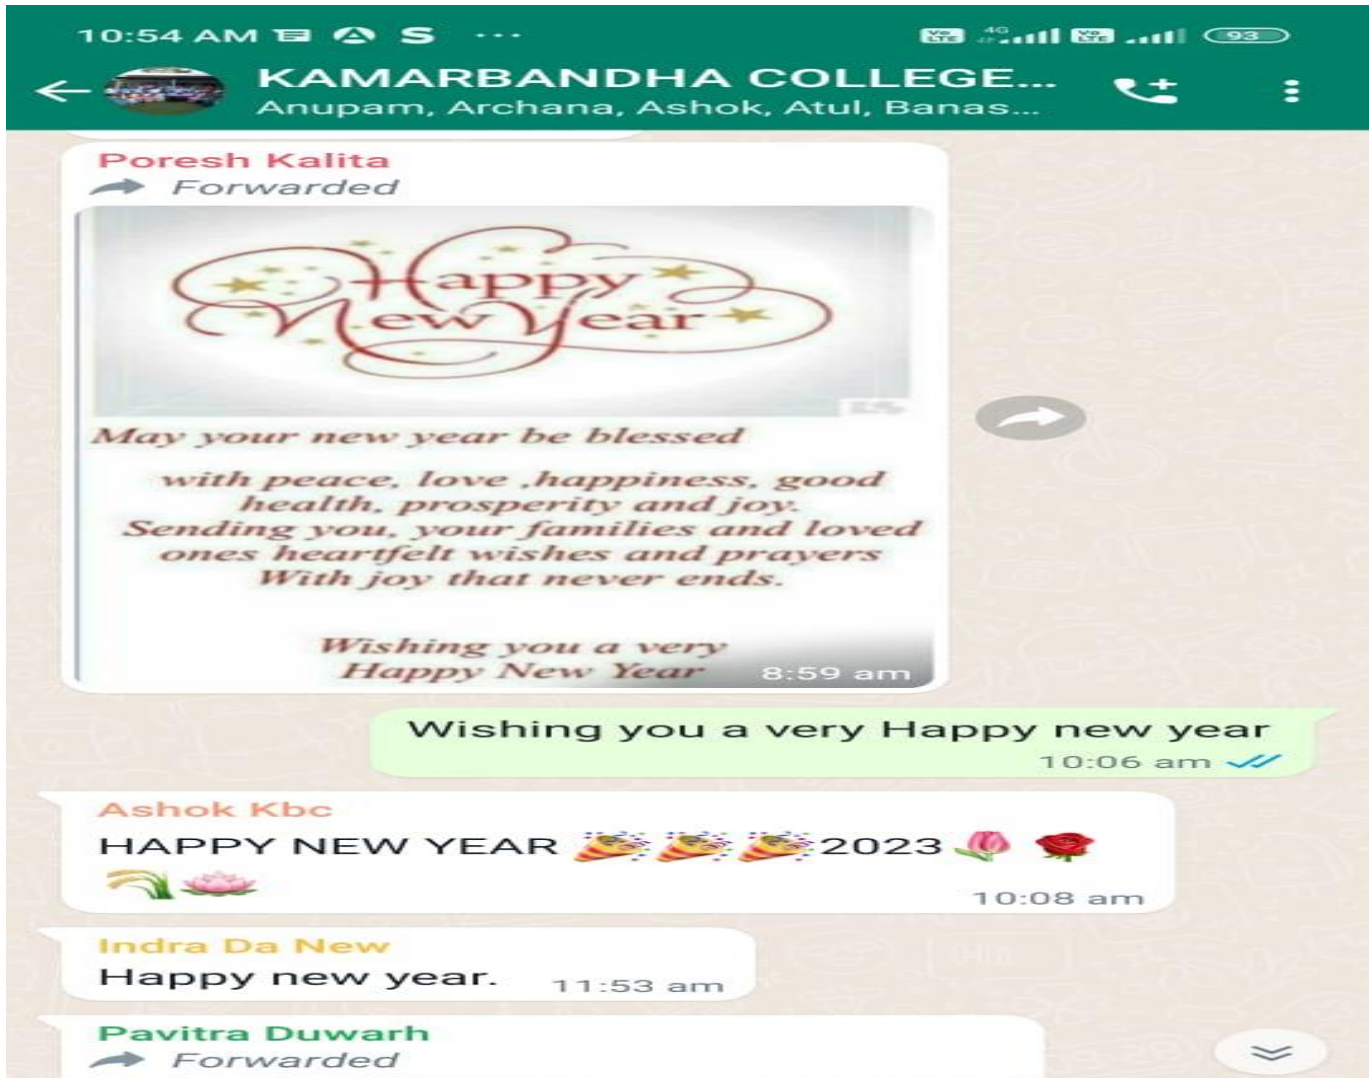 10:54 AM
4G
93
KAMARBANDHA COLLEGE...
Anupam, Archana, Ashok, Atul, Banas...
Poresh Kalita
Forwarded
Happy
New Year
May your new year be blessed
with peace, love ,happiness, good
health, prosperity and joy.
Sending you, your families and loved
ones heartfelt wishes and prayers
With joy that never ends.
Wishing you a very
Happy New Year
8:59 am
Wishing you a very Happy new year
10:06 am
Ashok Kbc
HAPPY NEW YEAR 🎉 🎉 🎉 2023 🌷 🌹
🌾🪷
10:08 am
Indra Da New
Happy new year.
11:53 am
Pavitra Duwarh
Forwarded